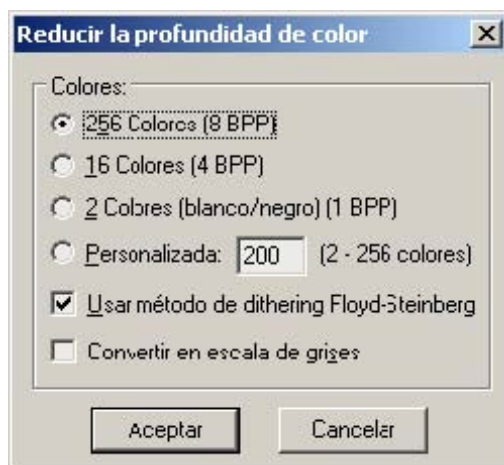 Reducir la profundidad de color
Colores:
256 Colores (8 BPP)
16 Colores (4 BPP)
2 Colores (blanco/negro) (1 BPP)
Personalizada: 200 (2 - 256 colores)
Usar método de dithering Floyd-Steinberg
Convertir en escala de grises
Aceptar Cancelar